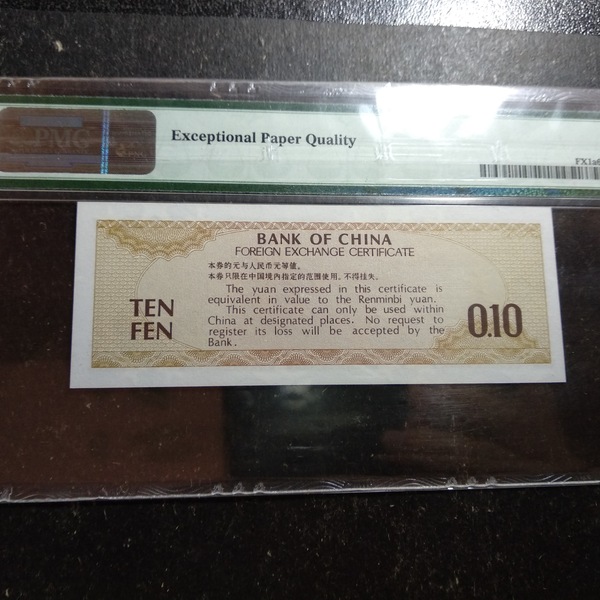 PMG
Exceptional Paper Quality
FX1a6
BANK OF CHINA
FOREIGN EXCHANGE CERTIFICATE
本券的元与人民币元等值。
本券只限在中国境内指定的范围使用。不得挂失。
The yuan expressed in this certificate is
equivalent in value to the Renminbi yuan.
This certificate can only be used within
China at designated places. No request to
register its loss will be accepted by the
Bank.
TEN
FEN
0.10